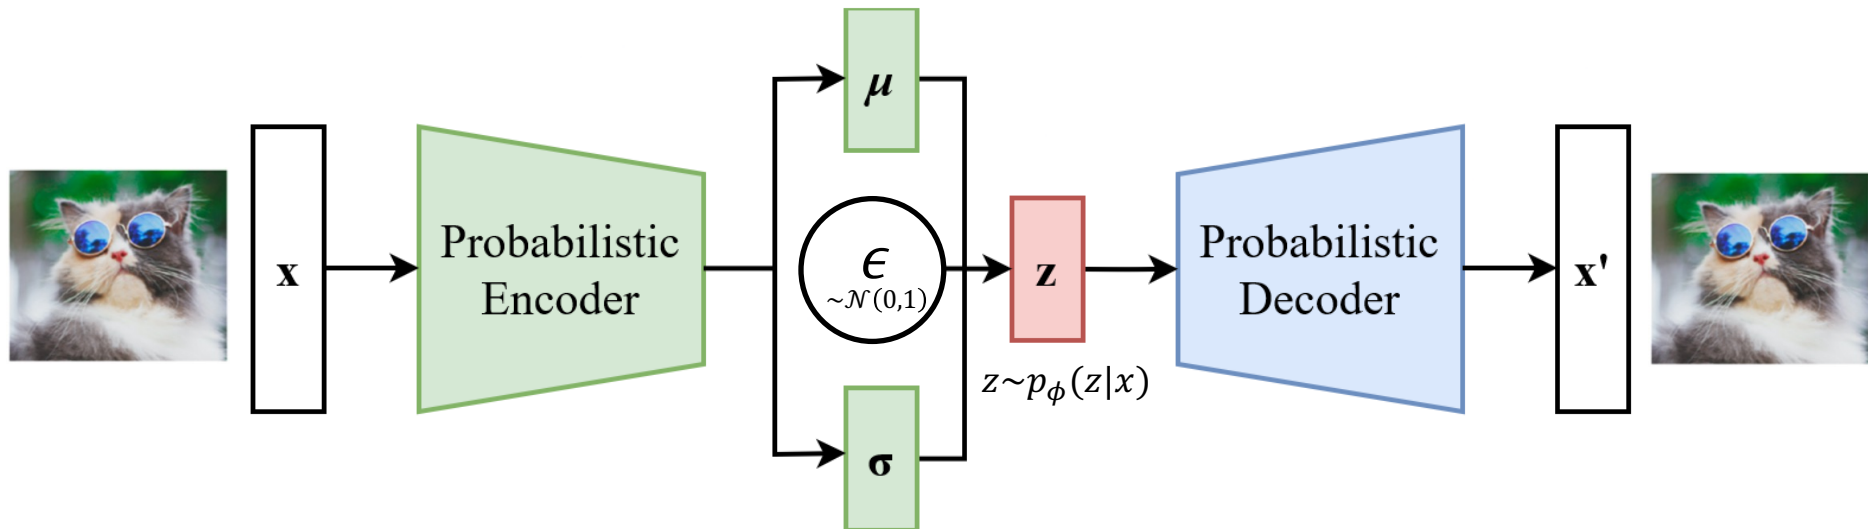 x
Probabilistic
Encoder
μ
ϵ
~𝒩(0,1)
σ
z
z~p_ϕ(z|x)
Probabilistic
Decoder
x'